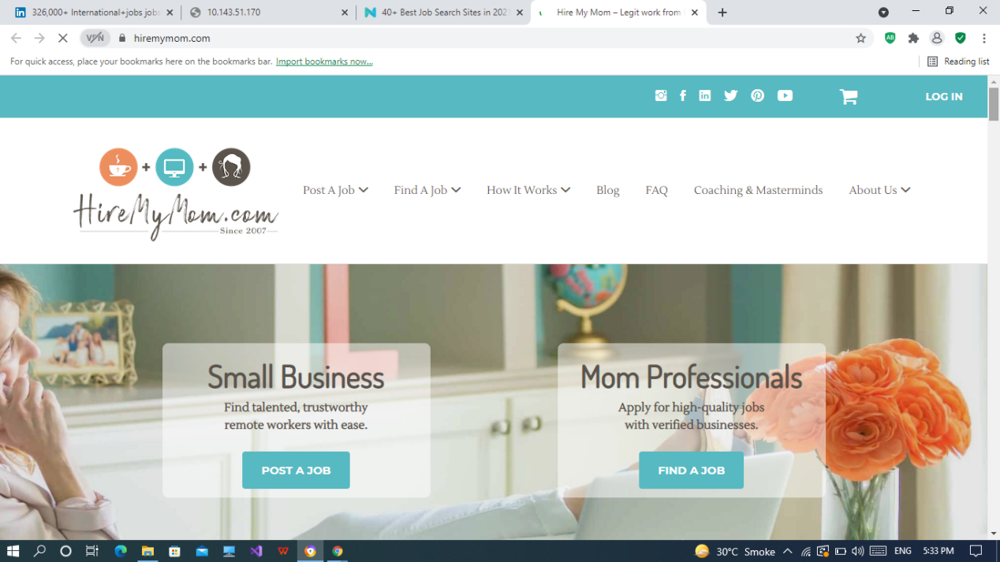 326,000+ International+jobs jobs
10.143.51.170
40+ Best Job Search Sites in 2021
Hire My Mom – Legit work from
VPN
hiremymom.com
For quick access, place your bookmarks here on the bookmarks bar. Import bookmarks now...
Reading list
LOG IN
HireMyMom.com
Since 2007
Post A Job
Find A Job
How It Works
Blog
FAQ
Coaching & Masterminds
About Us
Small Business
Find talented, trustworthy
remote workers with ease.
POST A JOB
Mom Professionals
Apply for high-quality jobs
with verified businesses.
FIND A JOB
30°C Smoke
ENG
5:33 PM